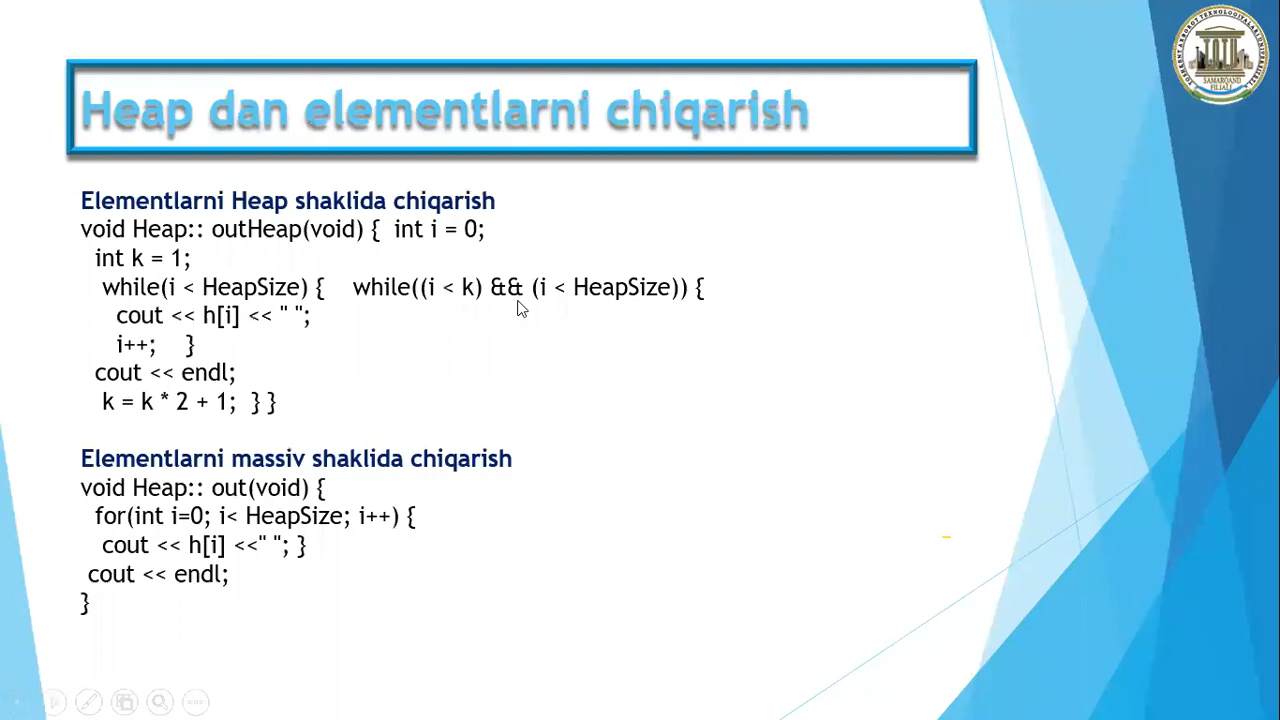 Heap dan elementlarni chiqarish
Elementlarni Heap shaklida chiqarish
void Heap:: outHeap(void) {  int i = 0;
int k = 1;
while(i < HeapSize) {    while((i < k) && (i < HeapSize)) {
cout << h[i] << " ";
i++;    }
cout << endl;
k = k * 2 + 1;  } }
Elementlarni massiv shaklida chiqarish
void Heap:: out(void) {
for(int i=0; i< HeapSize; i++) {
cout << h[i] <<" "; }
cout << endl;
}
SAMARQAND
FILIALI